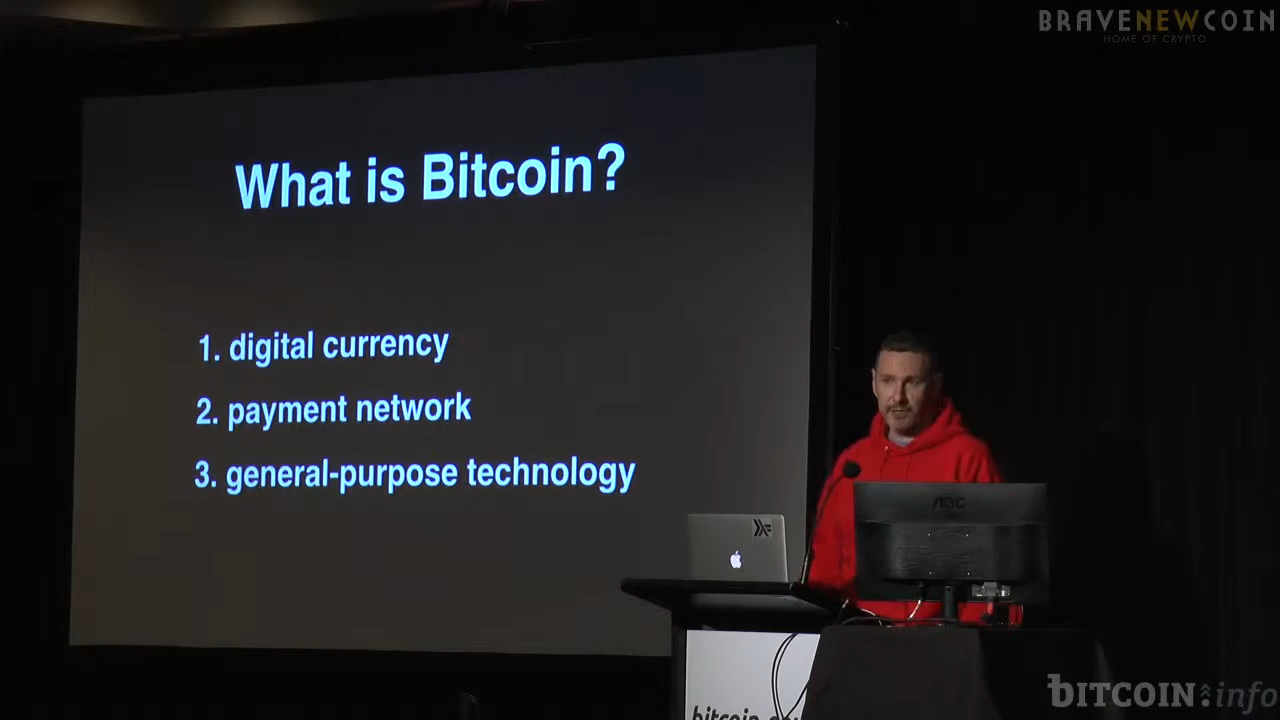 BRAVENEWCOIN
HOME OF CRYPTO
What is Bitcoin?
1. digital currency
2. payment network
3. general-purpose technology
AOC
BITCOIN:info